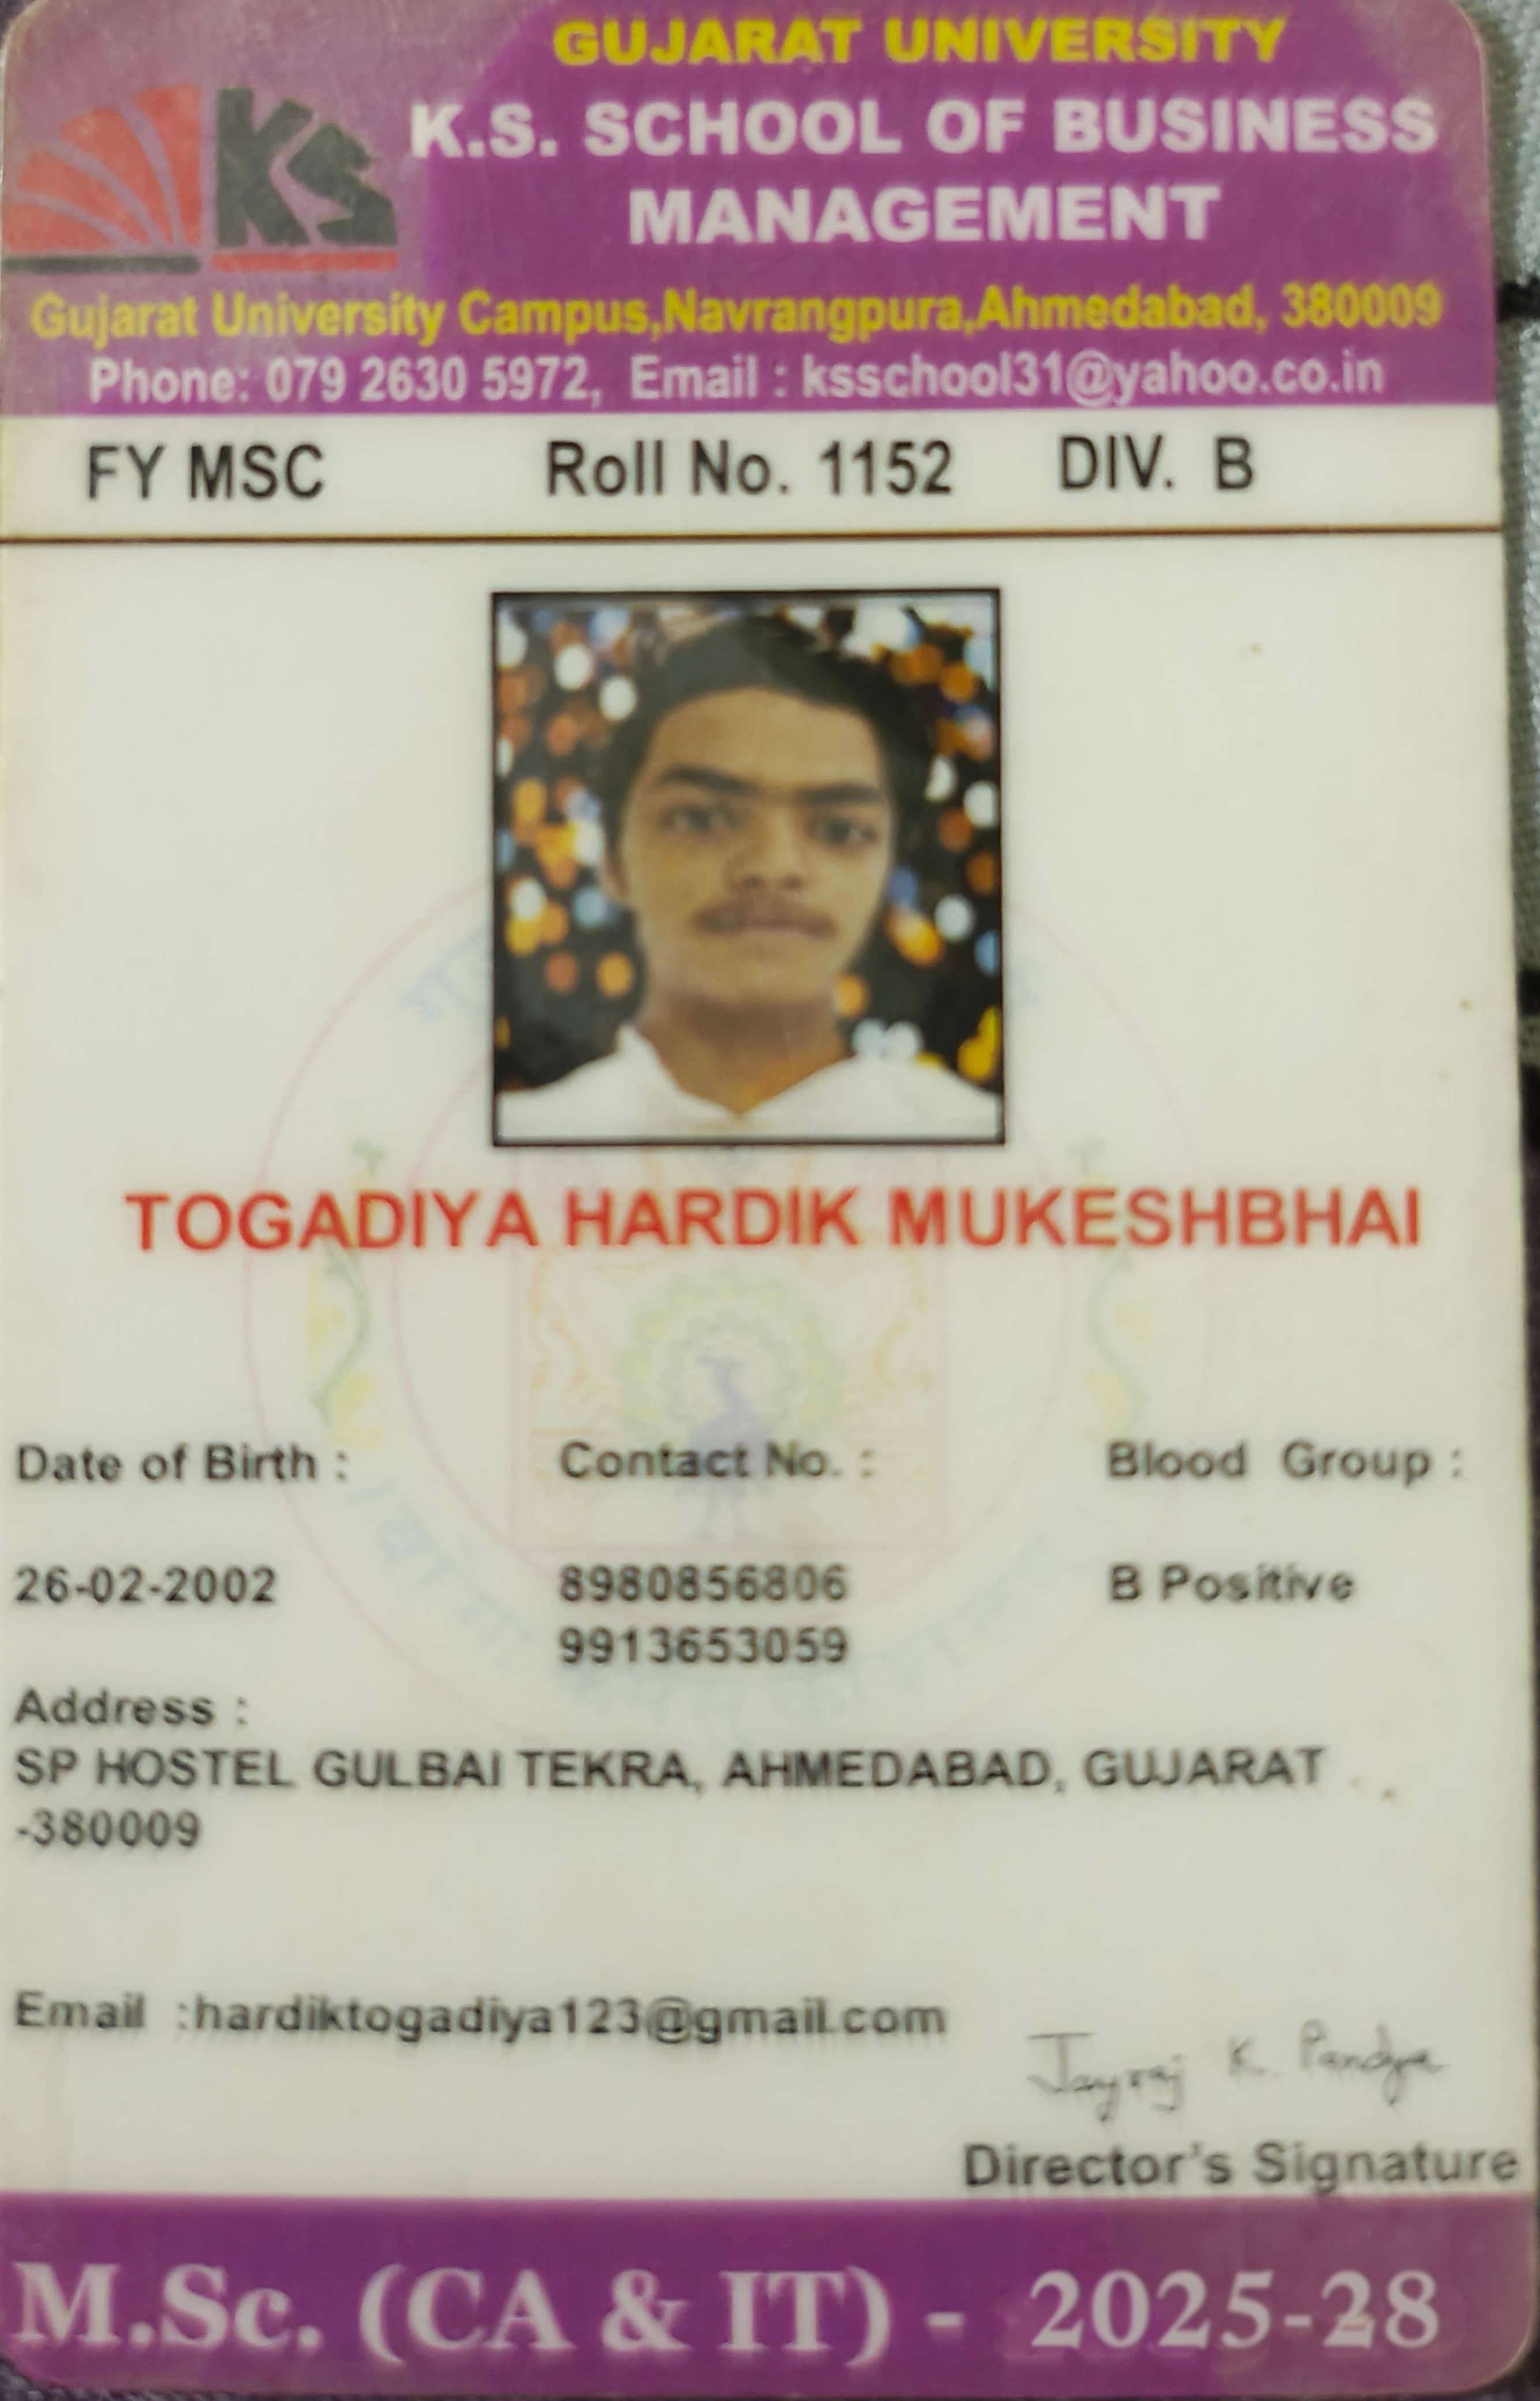 GUJARAT UNIVERSITY
KS
K.S. SCHOOL OF BUSINESS
MANAGEMENT
Gujarat University Campus,Navrangpura,Ahmedabad, 380009
Phone: 079 2630 5972, Email : ksschool31@yahoo.co.in
FY MSC Roll No. 1152 DIV. B
TOGADIYA HARDIK MUKESHBHAI
Date of Birth : Contact No. : Blood Group :
26-02-2002 8980856806 B Positive
9913653059
Address :
SP HOSTEL GULBAI TEKRA, AHMEDABAD, GUJARAT
-380009
Email :hardiktogadiya123@gmail.com
Jayraj K. Pandya
Director's Signature
M.Sc. (CA & IT) - 2025-28